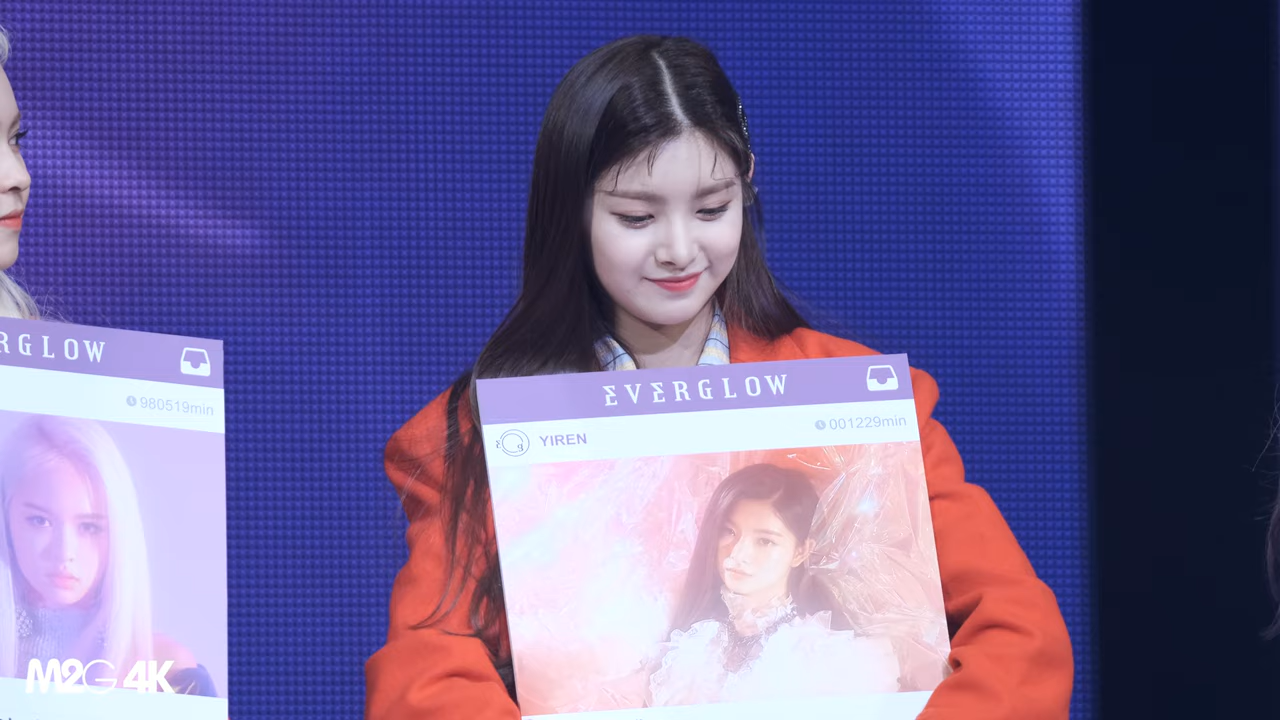 RGLOW
980519min
EVERGLOW
YIREN
001229min
M2G 4K